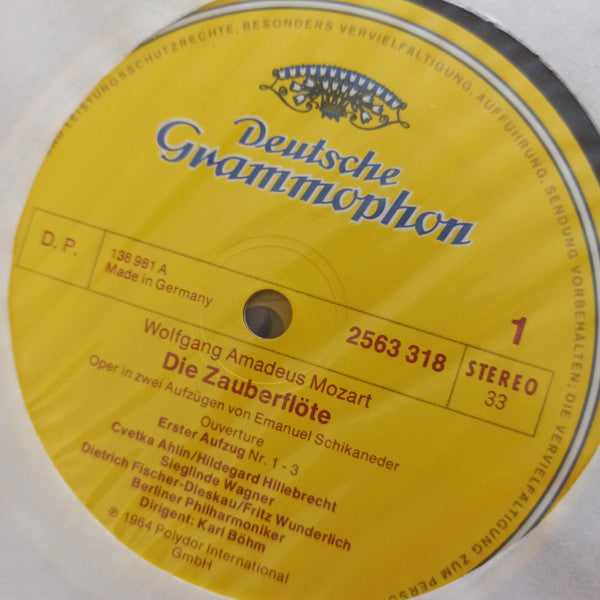 UND LEISTUNGSSCHUTZRECHTE, BESONDERS VERVIELFÄLTIGUNG, AUFFÜHRUNG, SENDUNG VORBEHALTEN; DIE VERVIELFÄLTIGUNG ZUM
Deutsche
Grammophon
D. P.
138 981 A
Made in Germany
2563 318
1
STEREO
33
Wolfgang Amadeus Mozart
Die Zauberflöte
Oper in zwei Aufzügen von Emanuel Schikaneder
Ouverture
Erster Aufzug Nr. 1 - 3
Cvetka Ahlin/Hildegard Hillebrecht
Sieglinde Wagner
Dietrich Fischer-Dieskau/Fritz Wunderlich
Berliner Philharmoniker
Dirigent: Karl Böhm
℗ 1964 Polydor International
GmbH